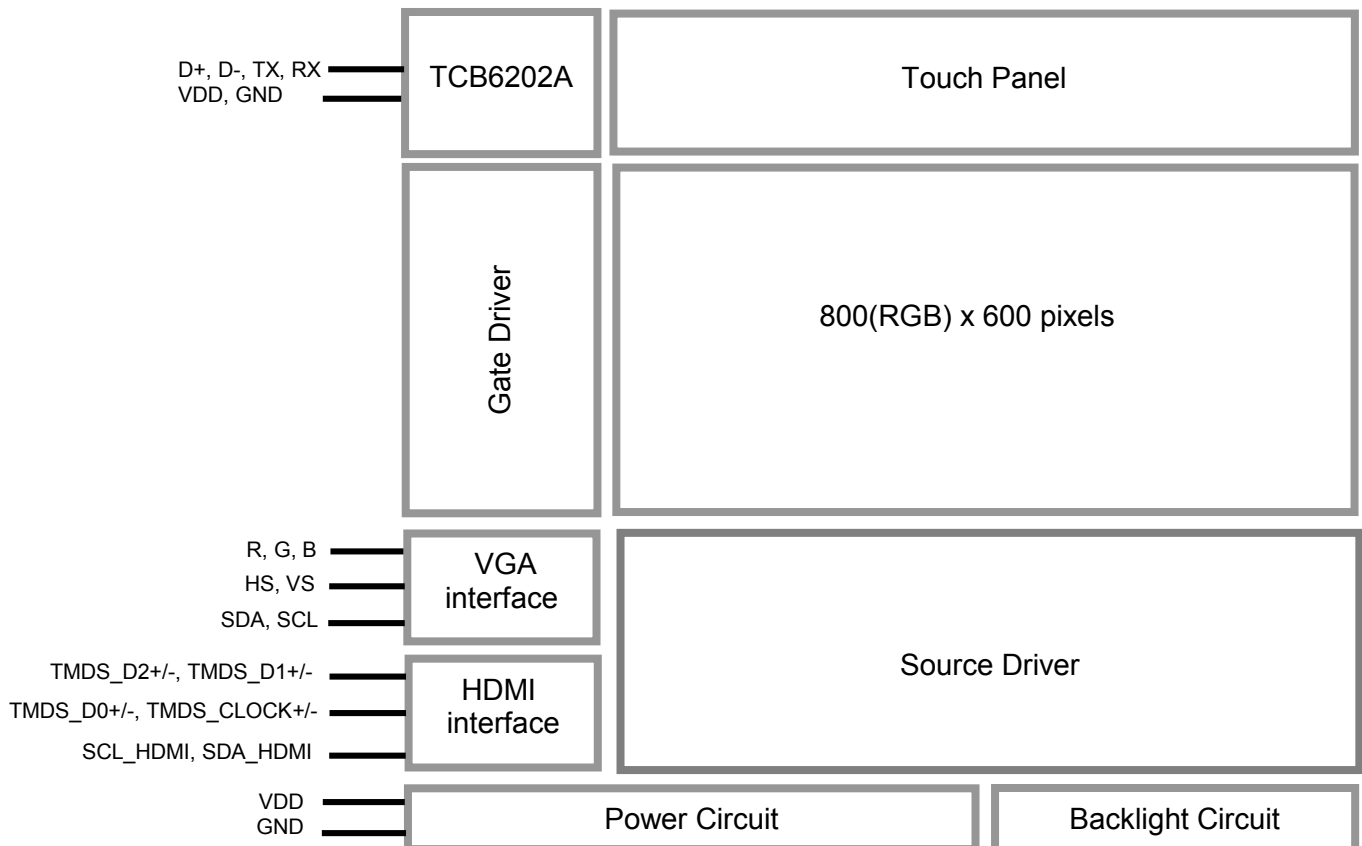 D+, D-, TX, RX
VDD, GND
TCB6202A
Touch Panel
Gate Driver
800(RGB) x 600 pixels
R, G, B
HS, VS
SDA, SCL
VGA
interface
TMDS_D2+/-, TMDS_D1+/-
TMDS_D0+/-, TMDS_CLOCK+/-
SCL_HDMI, SDA_HDMI
HDMI
interface
Source Driver
VDD
GND
Power Circuit
Backlight Circuit